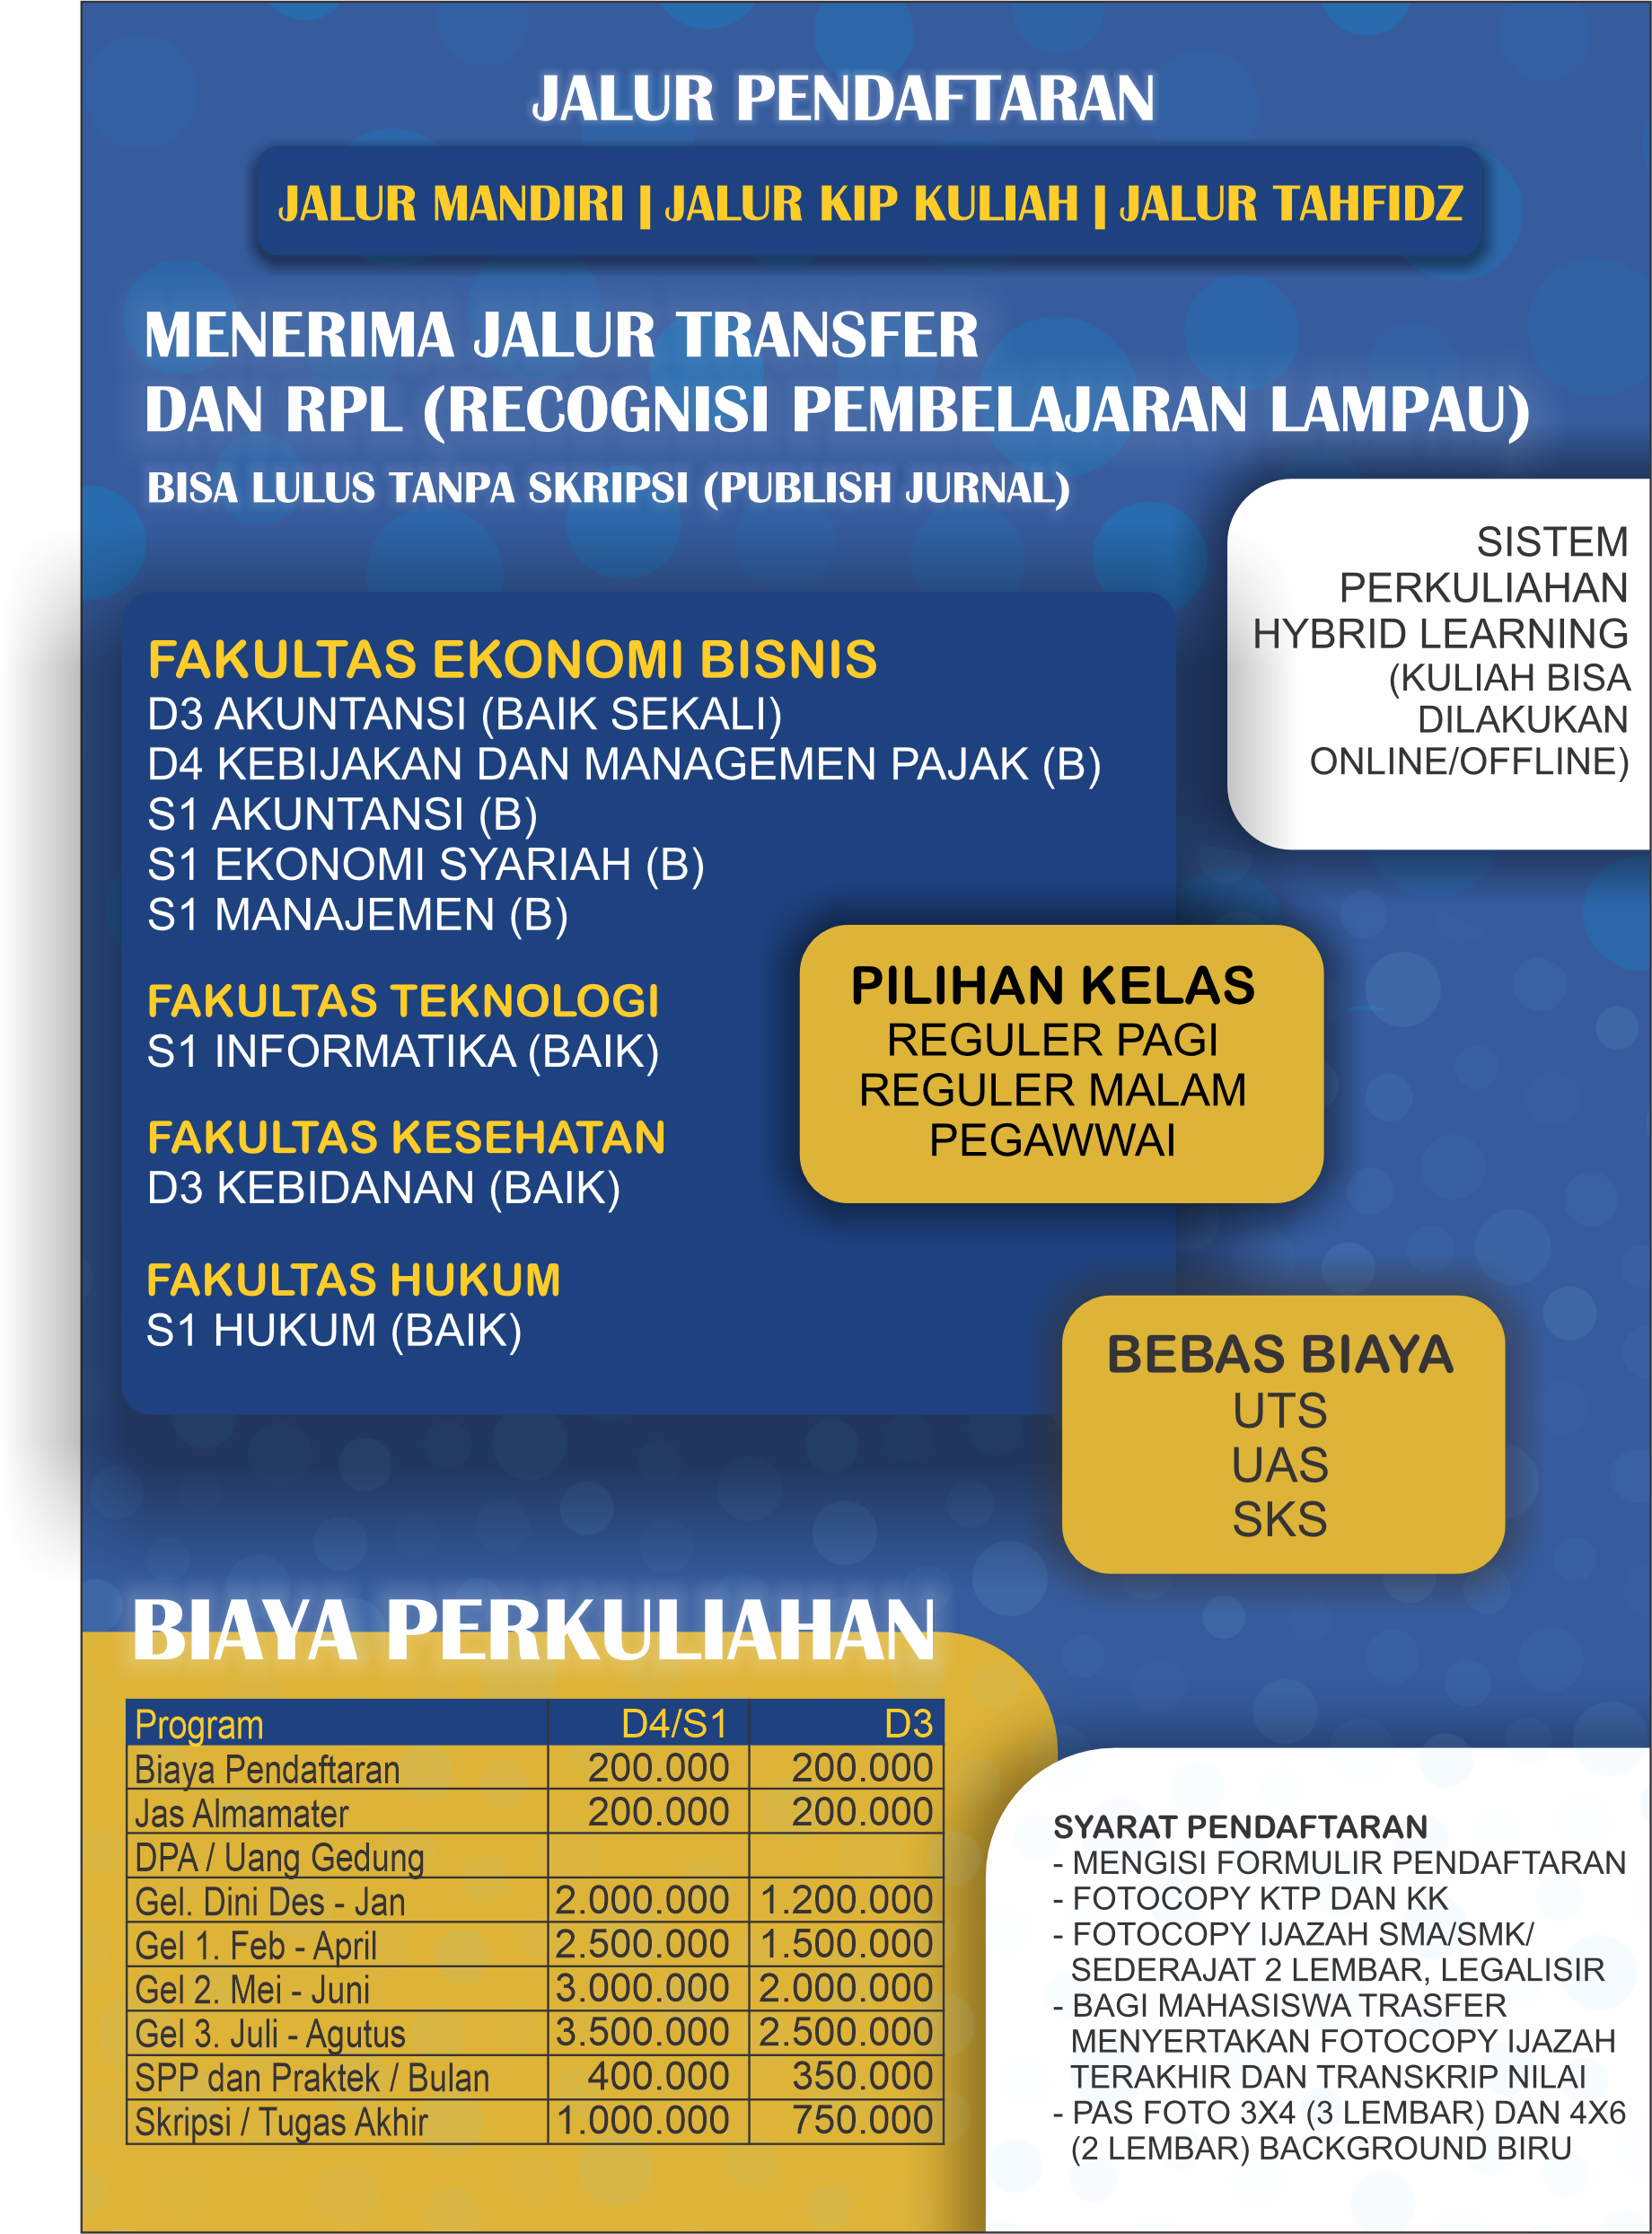 JALUR PENDAFTARAN
JALUR MANDIRI | JALUR KIP KULIAH | JALUR TAHFIDZ
MENERIMA JALUR TRANSFER
DAN RPL (RECOGNISI PEMBELAJARAN LAMPAU)
BISA LULUS TANPA SKRIPSI (PUBLISH JURNAL)
SISTEM
PERKULIAHAN
HYBRID LEARNING
(KULIAH BISA
DILAKUKAN
ONLINE/OFFLINE)
FAKULTAS EKONOMI BISNIS
D3 AKUNTANSI (BAIK SEKALI)
D4 KEBIJAKAN DAN MANAGEMEN PAJAK (B)
S1 AKUNTANSI (B)
S1 EKONOMI SYARIAH (B)
S1 MANAJEMEN (B)
FAKULTAS TEKNOLOGI
S1 INFORMATIKA (BAIK)
FAKULTAS KESEHATAN
D3 KEBIDANAN (BAIK)
FAKULTAS HUKUM
S1 HUKUM (BAIK)
PILIHAN KELAS
REGULER PAGI
REGULER MALAM
PEGAWWAI
BEBAS BIAYA
UTS
UAS
SKS
BIAYA PERKULIAHAN
Program D4/S1 D3
Biaya Pendaftaran 200.000 200.000
Jas Almamater 200.000 200.000
DPA / Uang Gedung
Gel. Dini Des - Jan 2.000.000 1.200.000
Gel 1. Feb - April 2.500.000 1.500.000
Gel 2. Mei - Juni 3.000.000 2.000.000
Gel 3. Juli - Agutus 3.500.000 2.500.000
SPP dan Praktek / Bulan 400.000 350.000
Skripsi / Tugas Akhir 1.000.000 750.000
SYARAT PENDAFTARAN
- MENGISI FORMULIR PENDAFTARAN
- FOTOCOPY KTP DAN KK
- FOTOCOPY IJAZAH SMA/SMK/
SEDERAJAT 2 LEMBAR, LEGALISIR
- BAGI MAHASISWA TRASFER
MENYERTAKAN FOTOCOPY IJAZAH
TERAKHIR DAN TRANSKRIP NILAI
- PAS FOTO 3X4 (3 LEMBAR) DAN 4X6
(2 LEMBAR) BACKGROUND BIRU